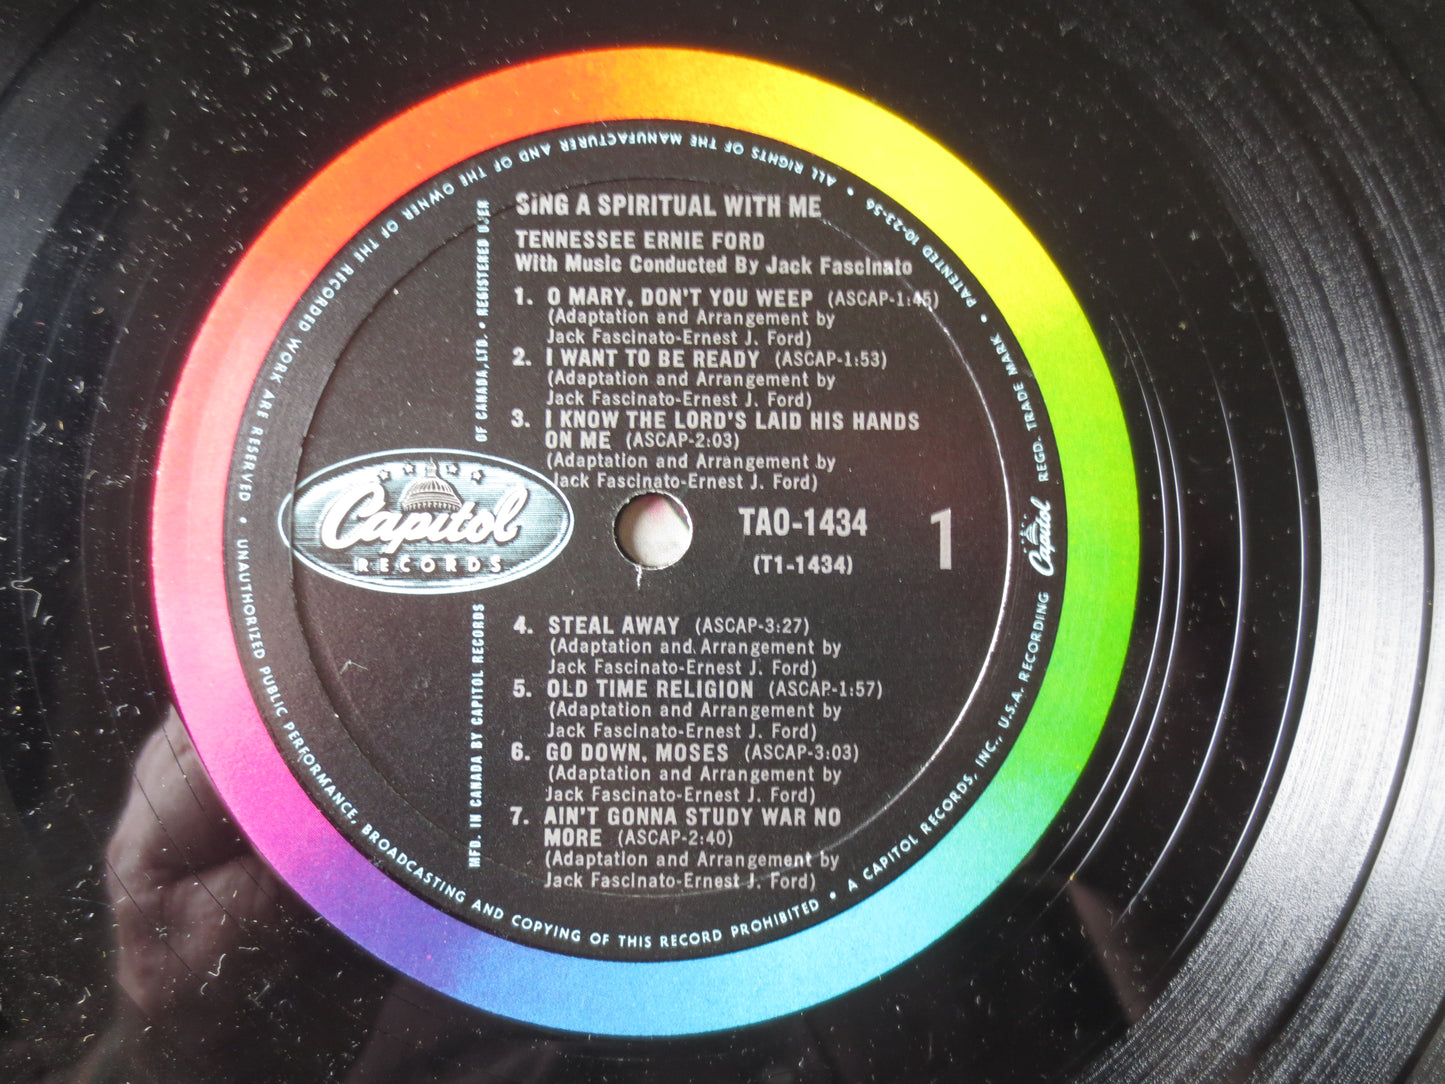 SING A SPIRITUAL WITH ME
TENNESSEE ERNIE FORD
With Music Conducted By Jack Fascinato
1. O MARY, DON'T YOU WEEP (ASCAP-1:45)
(Adaptation and Arrangement by
Jack Fascinato-Ernest J. Ford)
2. I WANT TO BE READY (ASCAP-1:53)
(Adaptation and Arrangement by
Jack Fascinato-Ernest J. Ford)
3. I KNOW THE LORD'S LAID HIS HANDS
ON ME (ASCAP-2:03)
(Adaptation and Arrangement by
Jack Fascinato-Ernest J. Ford)
Capitol
RECORDS
TAO-1434
(T1-1434)
1
4. STEAL AWAY (ASCAP-3:27)
(Adaptation and Arrangement by
Jack Fascinato-Ernest J. Ford)
5. OLD TIME RELIGION (ASCAP-1:57)
(Adaptation and Arrangement by
Jack Fascinato-Ernest J. Ford)
6. GO DOWN, MOSES (ASCAP-3:03)
(Adaptation and Arrangement by
Jack Fascinato-Ernest J. Ford)
7. AIN'T GONNA STUDY WAR NO
MORE (ASCAP-2:40)
(Adaptation and Arrangement by
Jack Fascinato-Ernest J. Ford)
MFD. IN CANADA BY CAPITOL RECORDS OF CANADA, LTD. • REGISTERED USER
• ALL RIGHTS OF THE MANUFACTURER AND OF THE OWNER OF THE RECORDED WORK ARE RESERVED • UNAUTHORIZED PUBLIC PERFORMANCE, BROADCASTING AND COPYING OF THIS RECORD PROHIBITED • A CAPITOL RECORDS, INC., U.S.A. RECORDING Capitol REGD. TRADE MARK • PATENTED 10-23-56